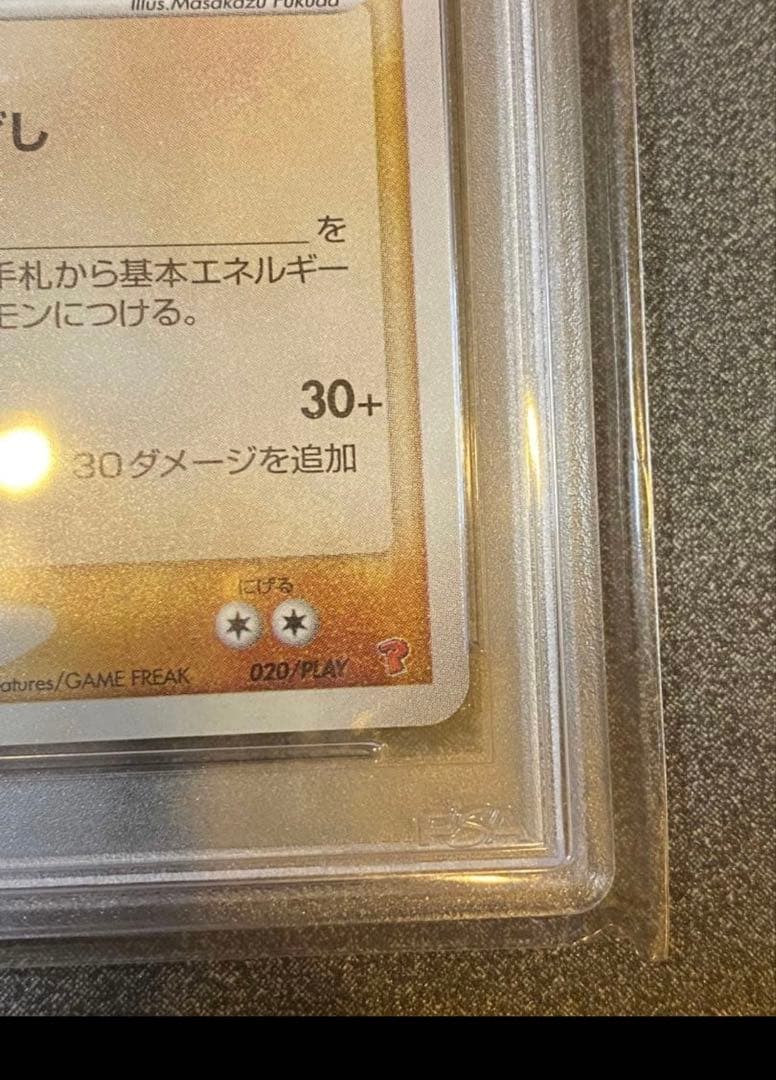 Illus.Masakazu Fukuda
し
を
手札から基本エネルギー
モンにつける。
30+
30ダメージを追加
にげる
atures/GAME FREAK
020/PLAY
P
PSA